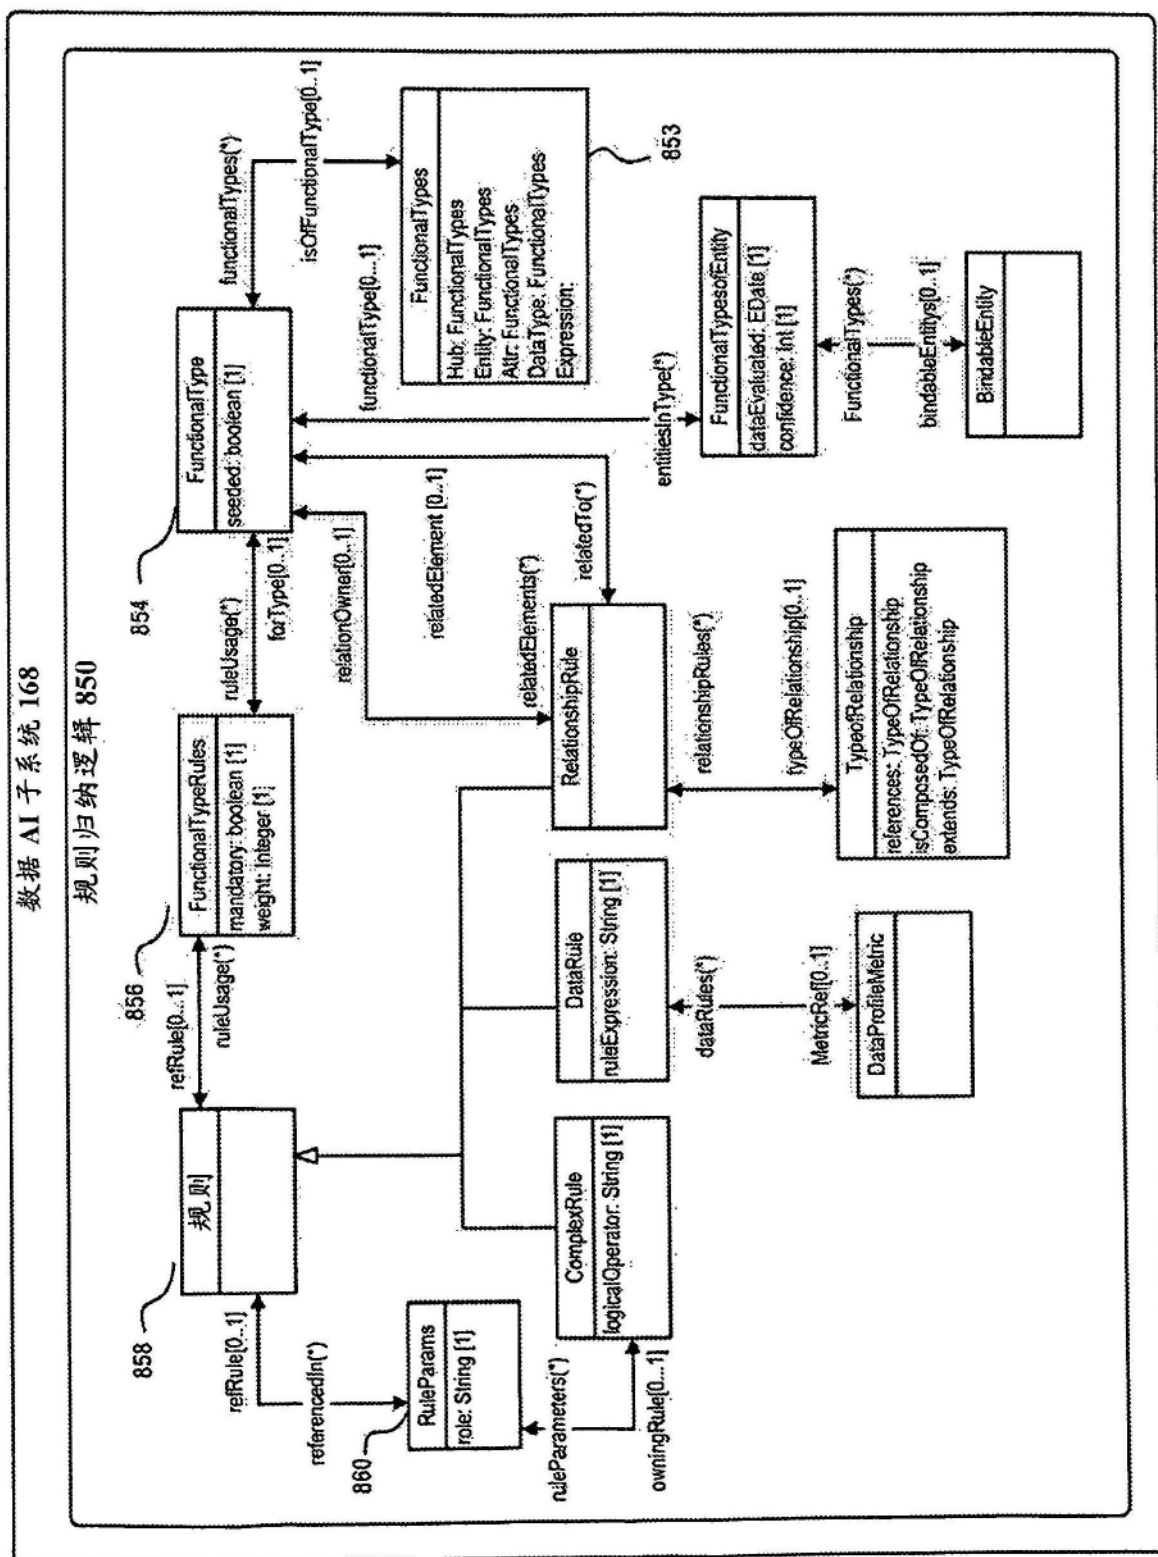 数据 AI 子系统 168
规则归纳逻辑 850
858
规则
refRule[0...1]
ruleUsage(*)
856
FunctionalTypeRules
mandatory: boolean [1]
weight: Integer [1]
ruleUsage(*)
forType[0...1]
854
FunctionalType
seeded: boolean [1]
functionalTypes(*)
isOfFunctionalType[0...1]
refRule[0...1]
referencedIn(*)
860
RuleParams
role: String [1]
ruleParameters(*)
owningRule[0...1]
relationOwner[0...1]
relatedElement [0...1]
relatedElements(*)
relatedTo(*)
functionalType[0...1]
entitiesInType(*)
FunctionalTypes
Hub: FunctionalTypes
Entity: FunctionalTypes
Attr: FunctionalTypes
DataType: FunctionalTypes
Expression:
853
ComplexRule
logicalOperator: String [1]
DataRule
ruleExpression: String [1]
RelationshipRule
dataRules(*)
MetricRef[0...1]
relationshipRules(*)
typeOfRelationship[0...1]
FunctionalTypesofEntity
dataEvaluated: EDate [1]
confidence: Int [1]
FunctionalTypes(*)
bindableEntitys[0...1]
DataProfileMetric
TypeofRelationship
references: TypeOfRelationship
isComposedOf: TypeOfRelationship
extends: TypeOfRelationship
BindableEntity